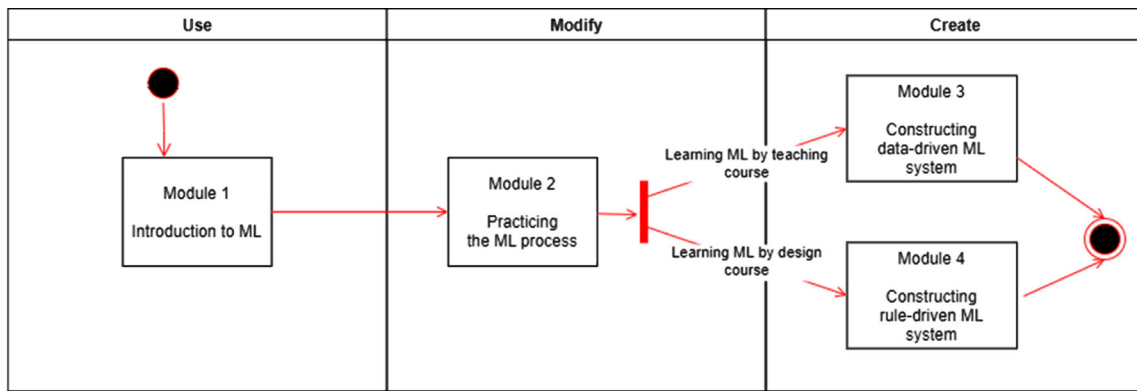 Use
Modify
Create
Module 1
Introduction to ML
Module 2
Practicing
the ML process
Learning ML by teaching
course
Learning ML by design
course
Module 3
Constructing
data-driven ML
system
Module 4
Constructing
rule-driven ML
system